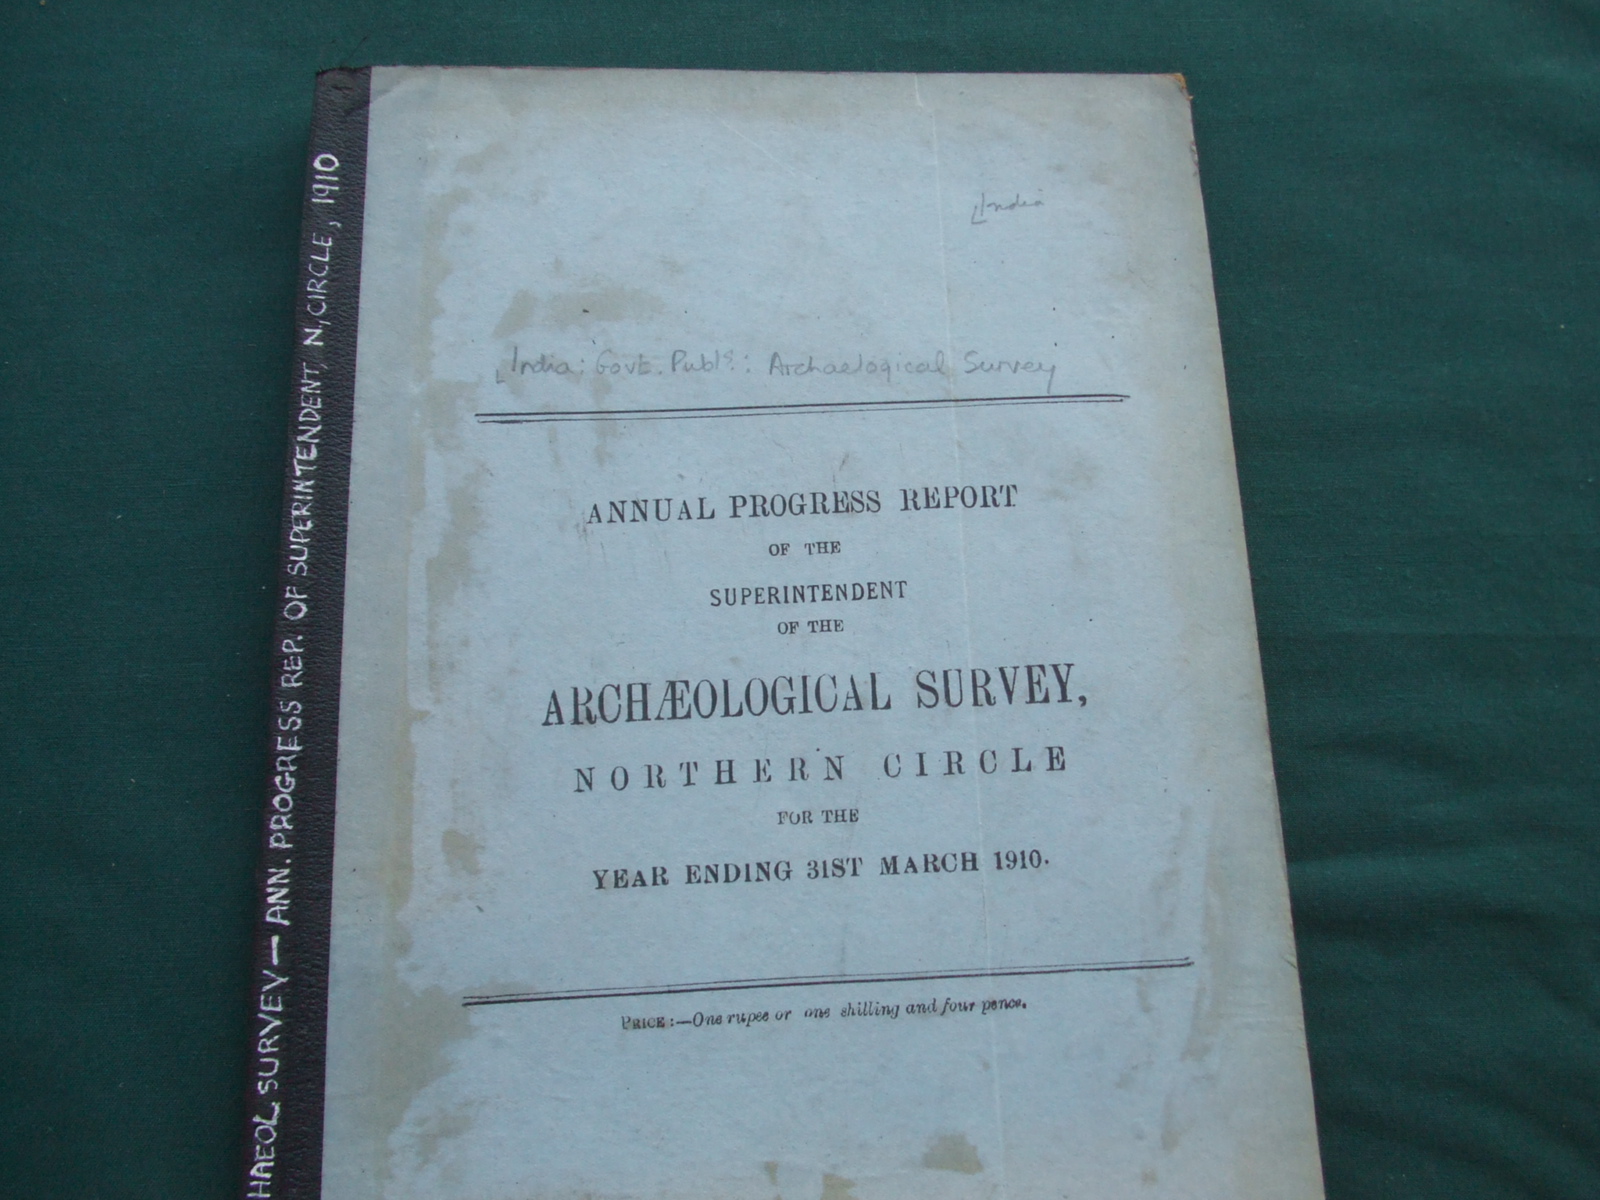 HAEOL. SURVEY — ANN. PROGRESS REP. OF SUPERINTENDENT, N, CIRCLE, 1910
[India
[India: Govt. Publs.: Archaelogical Survey
ANNUAL PROGRESS REPORT
OF THE
SUPERINTENDENT
OF THE
ARCHÆOLOGICAL SURVEY,
NORTHERN CIRCLE
FOR THE
YEAR ENDING 31ST MARCH 1910.
PRICE:—One rupee or one shilling and four pence.